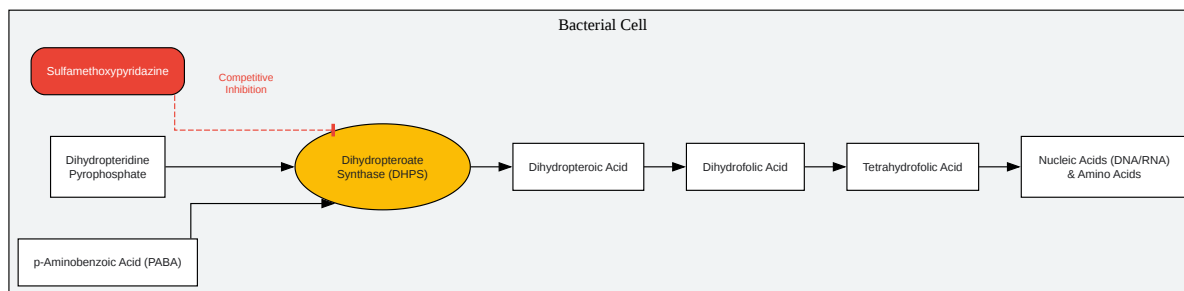 Bacterial Cell
Sulfamethoxypyridazine
Competitive
Inhibition
Dihydropteridine
Pyrophosphate
Dihydropteroate
Synthase (DHPS)
Dihydropteroic Acid
Dihydrofolic Acid
Tetrahydrofolic Acid
Nucleic Acids (DNA/RNA)
& Amino Acids
p-Aminobenzoic Acid (PABA)